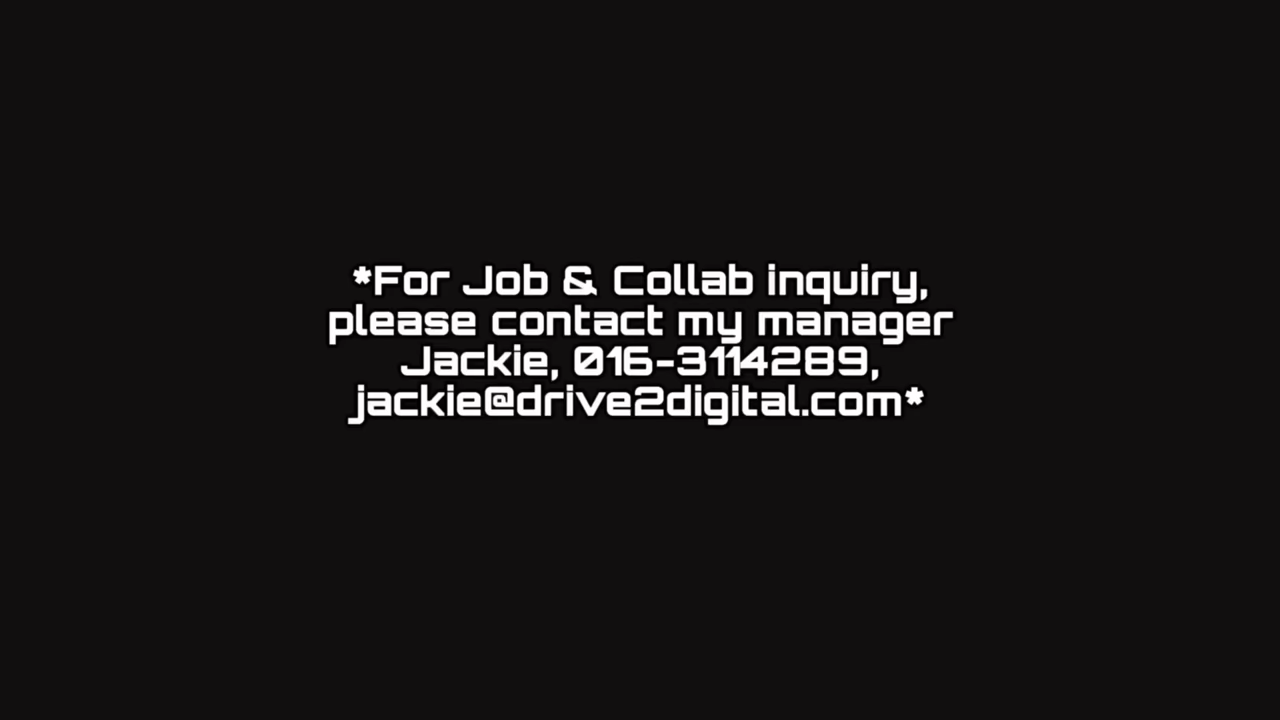 *For Job & Collab inquiry,
please contact my manager
Jackie, 016-3114289,
jackie@drive2digital.com*